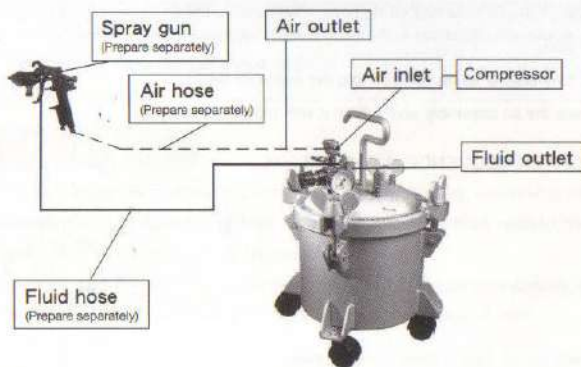 Spray gun
(Prepare separately)
Air outlet
Air hose
(Prepare separately)
Air inlet
Compressor
Fluid outlet
Fluid hose
(Prepare separately)